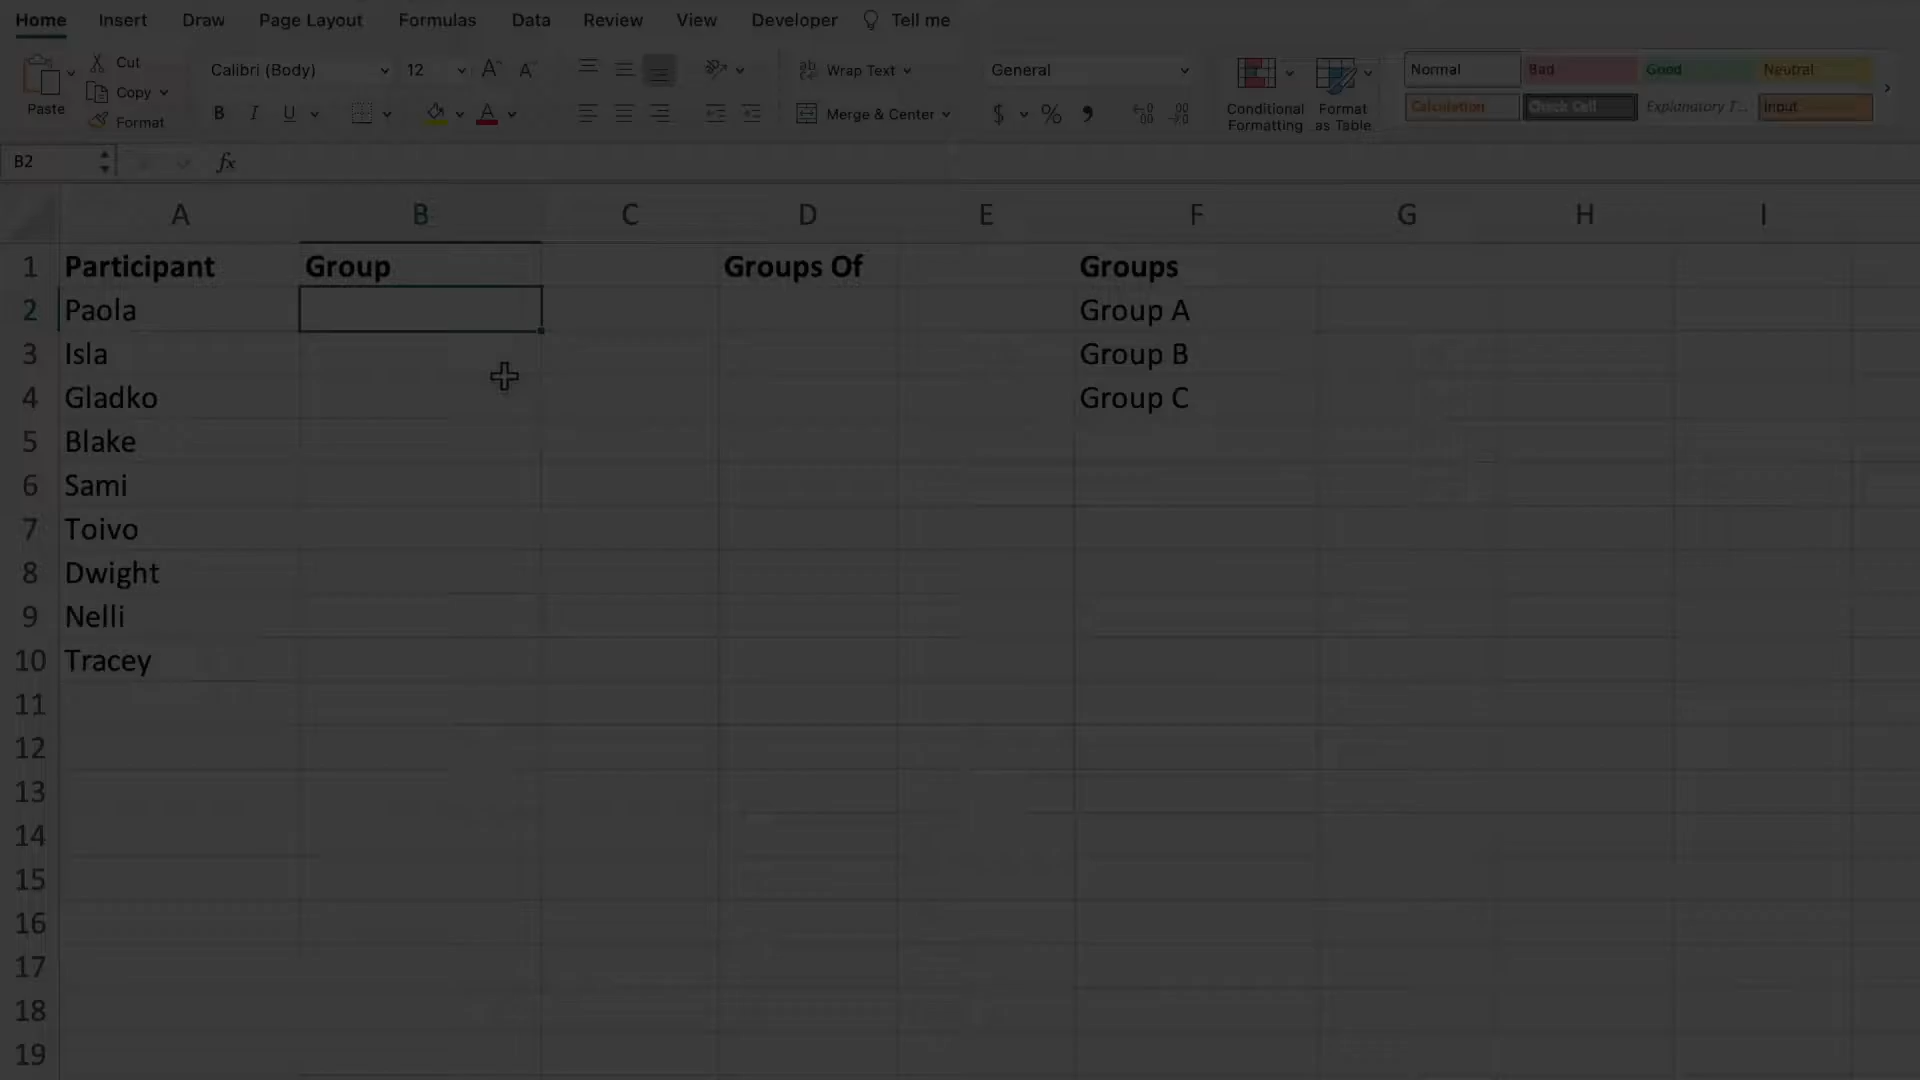 Home Insert Draw Page Layout Formulas Data Review View Developer Tell me
Cut
Copy
Format
Paste
Calibri (Body) 12 A A
B I U A
Wrap Text
Merge & Center
General
$ % 9
Conditional Formatting
Format as Table
Normal Bad Good Neutral
Calculation Check Cell Explanatory T... Input
B2 fx
A B C D E F G H I
1 Participant Group Groups Of Groups
2 Paola Group A
3 Isla Group B
4 Gladko Group C
5 Blake
6 Sami
7 Toivo
8 Dwight
9 Nelli
10 Tracey
11
12
13
14
15
16
17
18
19